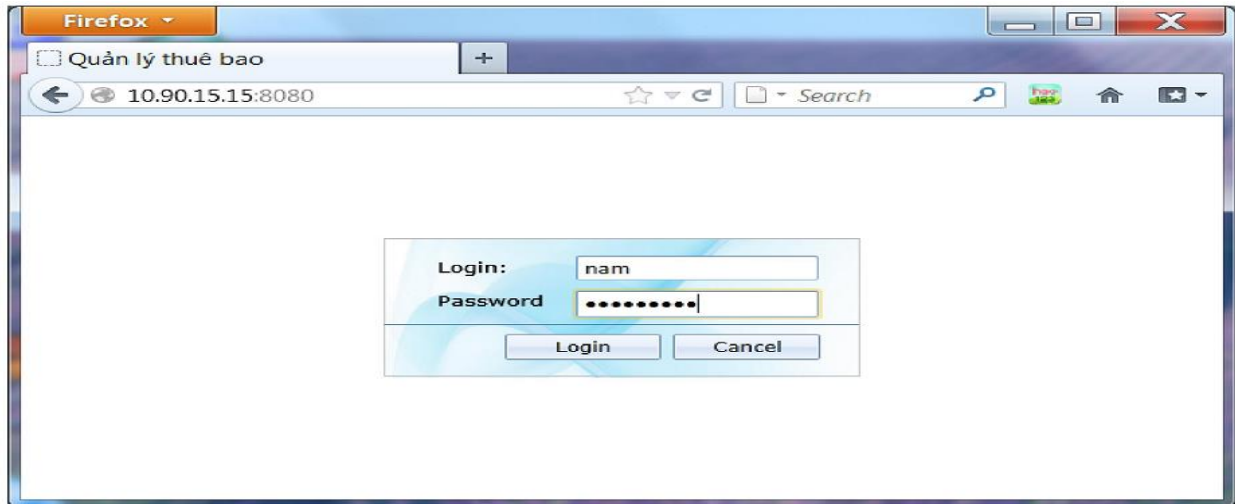 Firefox
Quản lý thuê bao
10.90.15.15:8080
Search
Login:
nam
Password
•••••••••
Login
Cancel